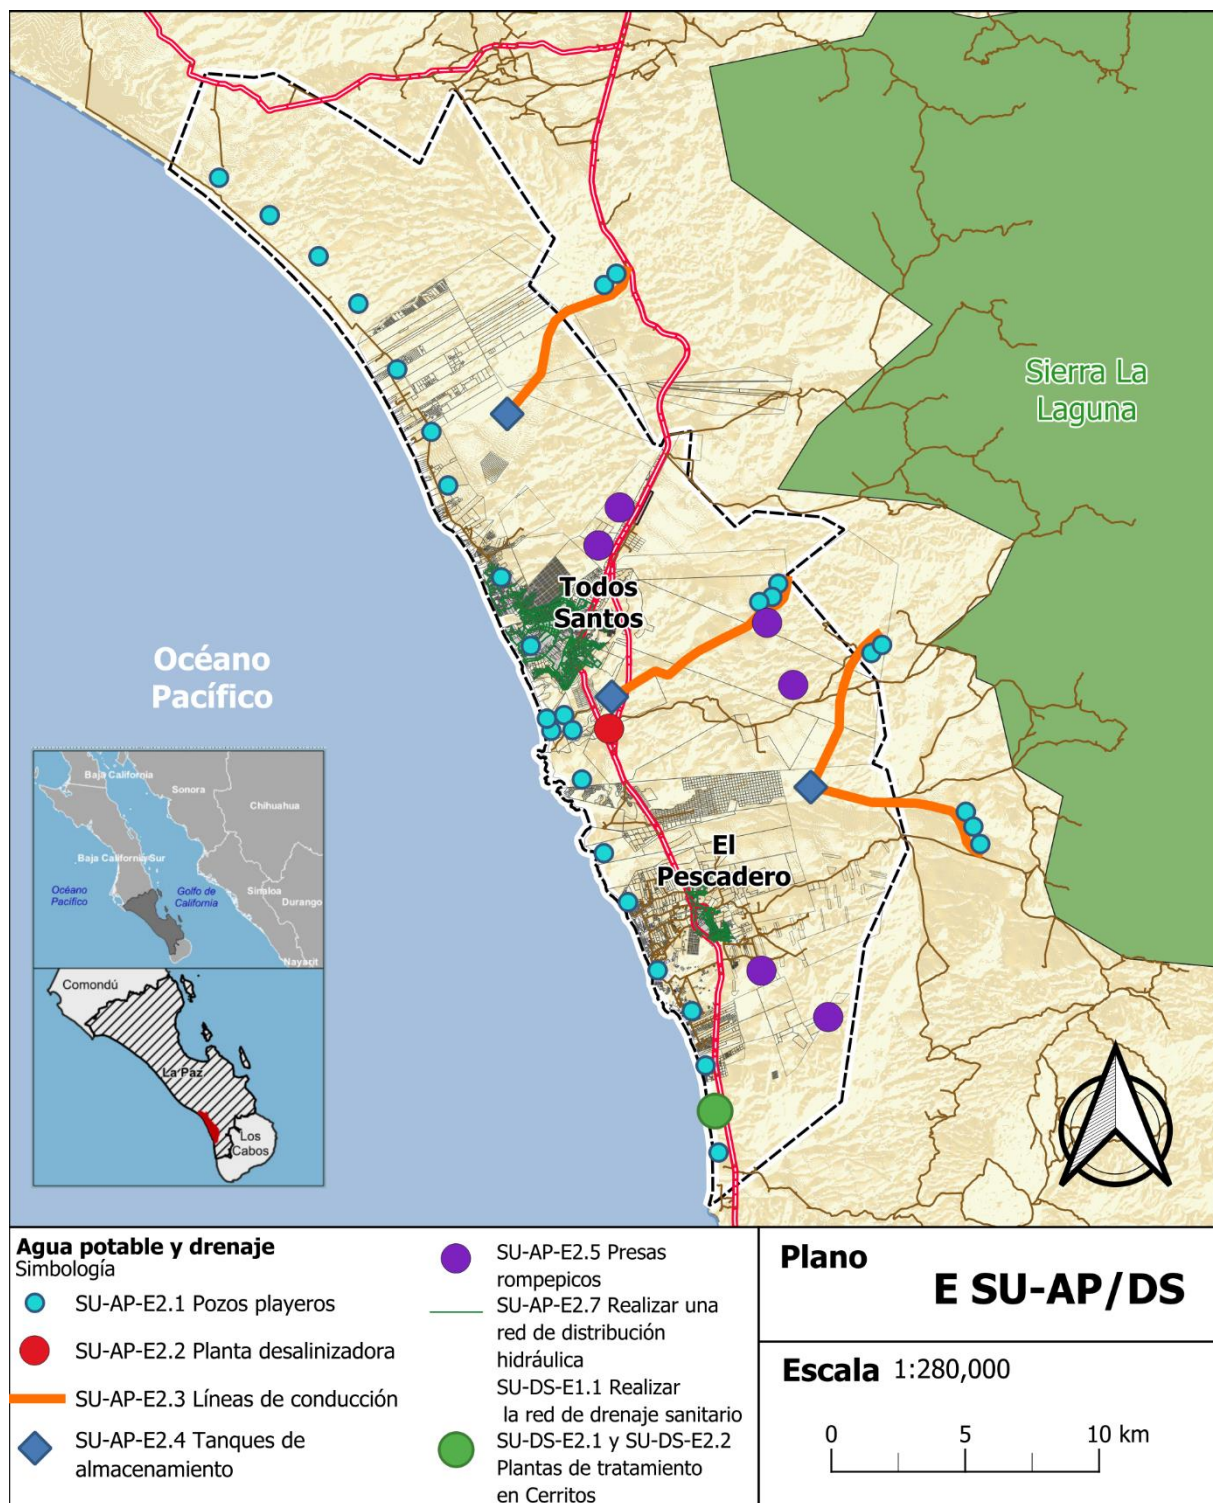 Sierra La
Laguna
Todos
Santos
Océano
Pacífico
El
Pescadero
Baja California
Sonora
Chihuahua
Baja California Sur
Océano
Pacífico
Golfo de
California
Sinaloa
Durango
Nayarit
Comondú
La Paz
Los
Cabos
Agua potable y drenaje
Simbología
SU-AP-E2.1 Pozos playeros
SU-AP-E2.2 Planta desalinizadora
SU-AP-E2.3 Líneas de conducción
SU-AP-E2.4 Tanques de
almacenamiento
SU-AP-E2.5 Presas
rompepicos
SU-AP-E2.7 Realizar una
red de distribución
hidráulica
SU-DS-E1.1 Realizar
la red de drenaje sanitario
SU-DS-E2.1 y SU-DS-E2.2
Plantas de tratamiento
en Cerritos
Plano
E SU-AP/DS
Escala 1:280,000
0 5 10 km